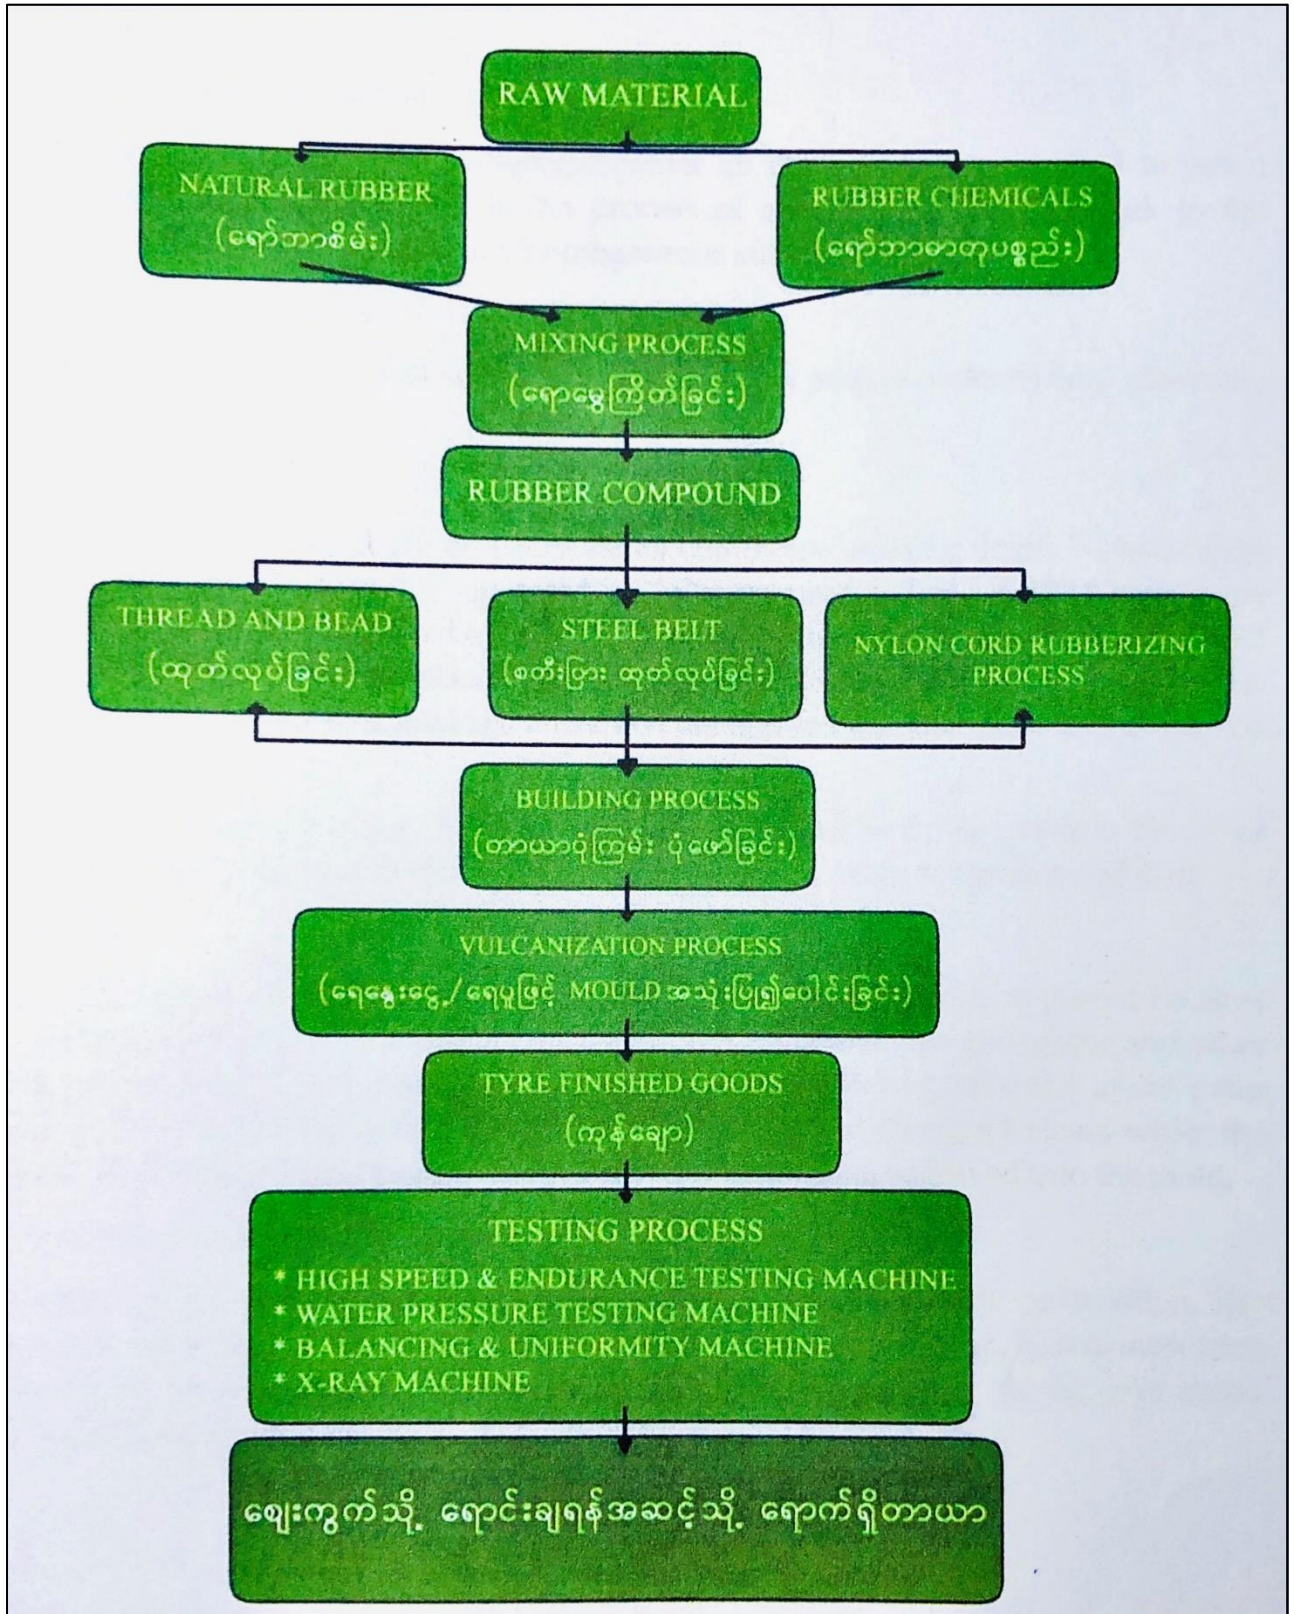 RAW MATERIAL
NATURAL RUBBER
(ရော်ဘာစိမ်း)
RUBBER CHEMICALS
(ရော်ဘာဓာတုပစ္စည်း)
MIXING PROCESS
(ရောမွှေကြိတ်ခြင်း)
RUBBER COMPOUND
THREAD AND BEAD
(ထုတ်လုပ်ခြင်း)
STEEL BELT
(စတီးပြား ထုတ်လုပ်ခြင်း)
NYLON CORD RUBBERIZING
PROCESS
BUILDING PROCESS
(တာယာပုံကြမ်း ပုံဖော်ခြင်း)
VULCANIZATION PROCESS
(ရေနွေးငွေ့/ရေပူဖြင့် MOULD အသုံးပြု၍ပေါင်းခြင်း)
TYRE FINISHED GOODS
(ကုန်ချော)
TESTING PROCESS
* HIGH SPEED & ENDURANCE TESTING MACHINE
* WATER PRESSURE TESTING MACHINE
* BALANCING & UNIFORMITY MACHINE
* X-RAY MACHINE
ဈေးကွက်သို့ ရောင်းချရန်အဆင့်သို့ ရောက်ရှိတာယာ